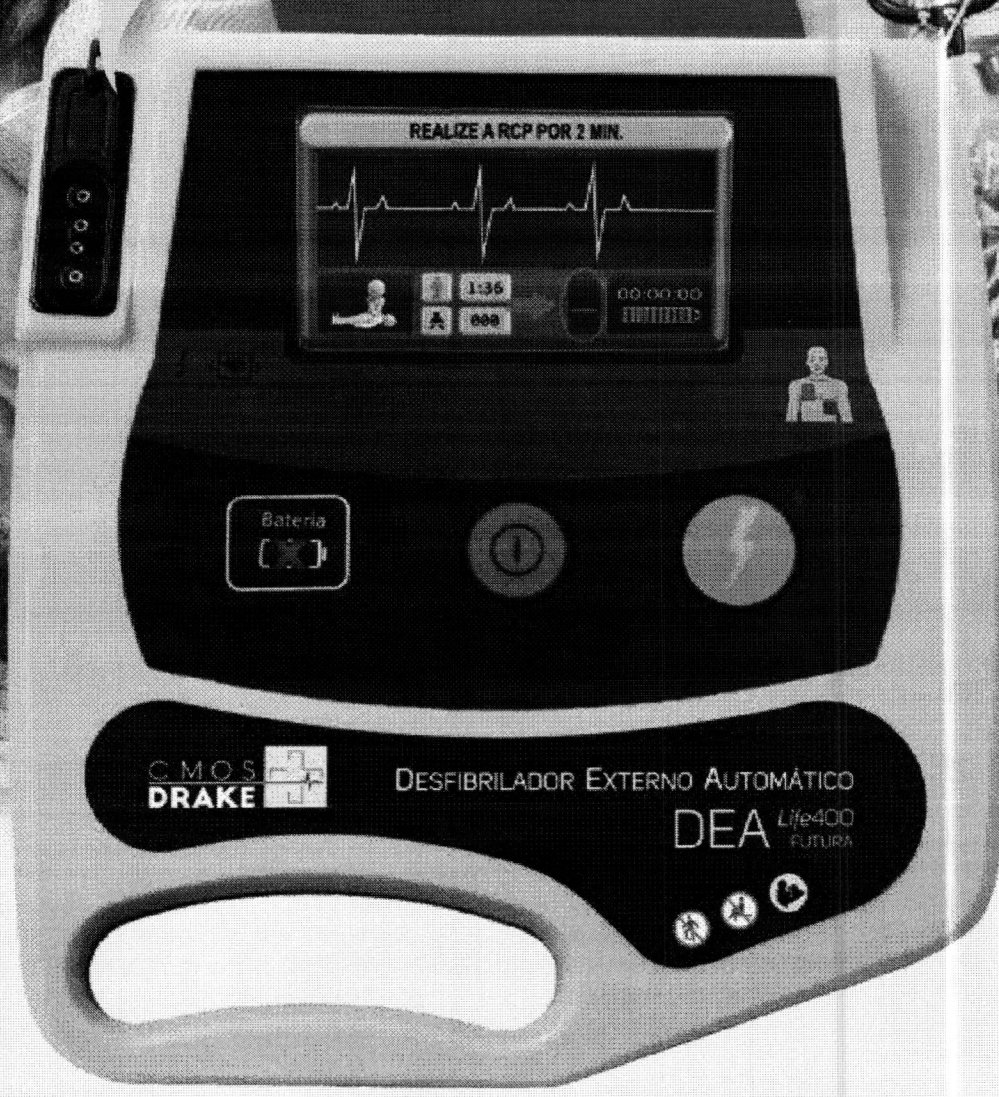 REALIZE A RCP POR 2 MIN.
1:36
000
00:00:00
Bateria
CMOS
DRAKE
DESFIBRILADOR EXTERNO AUTOMÁTICO
DEA Life400
FUTURA